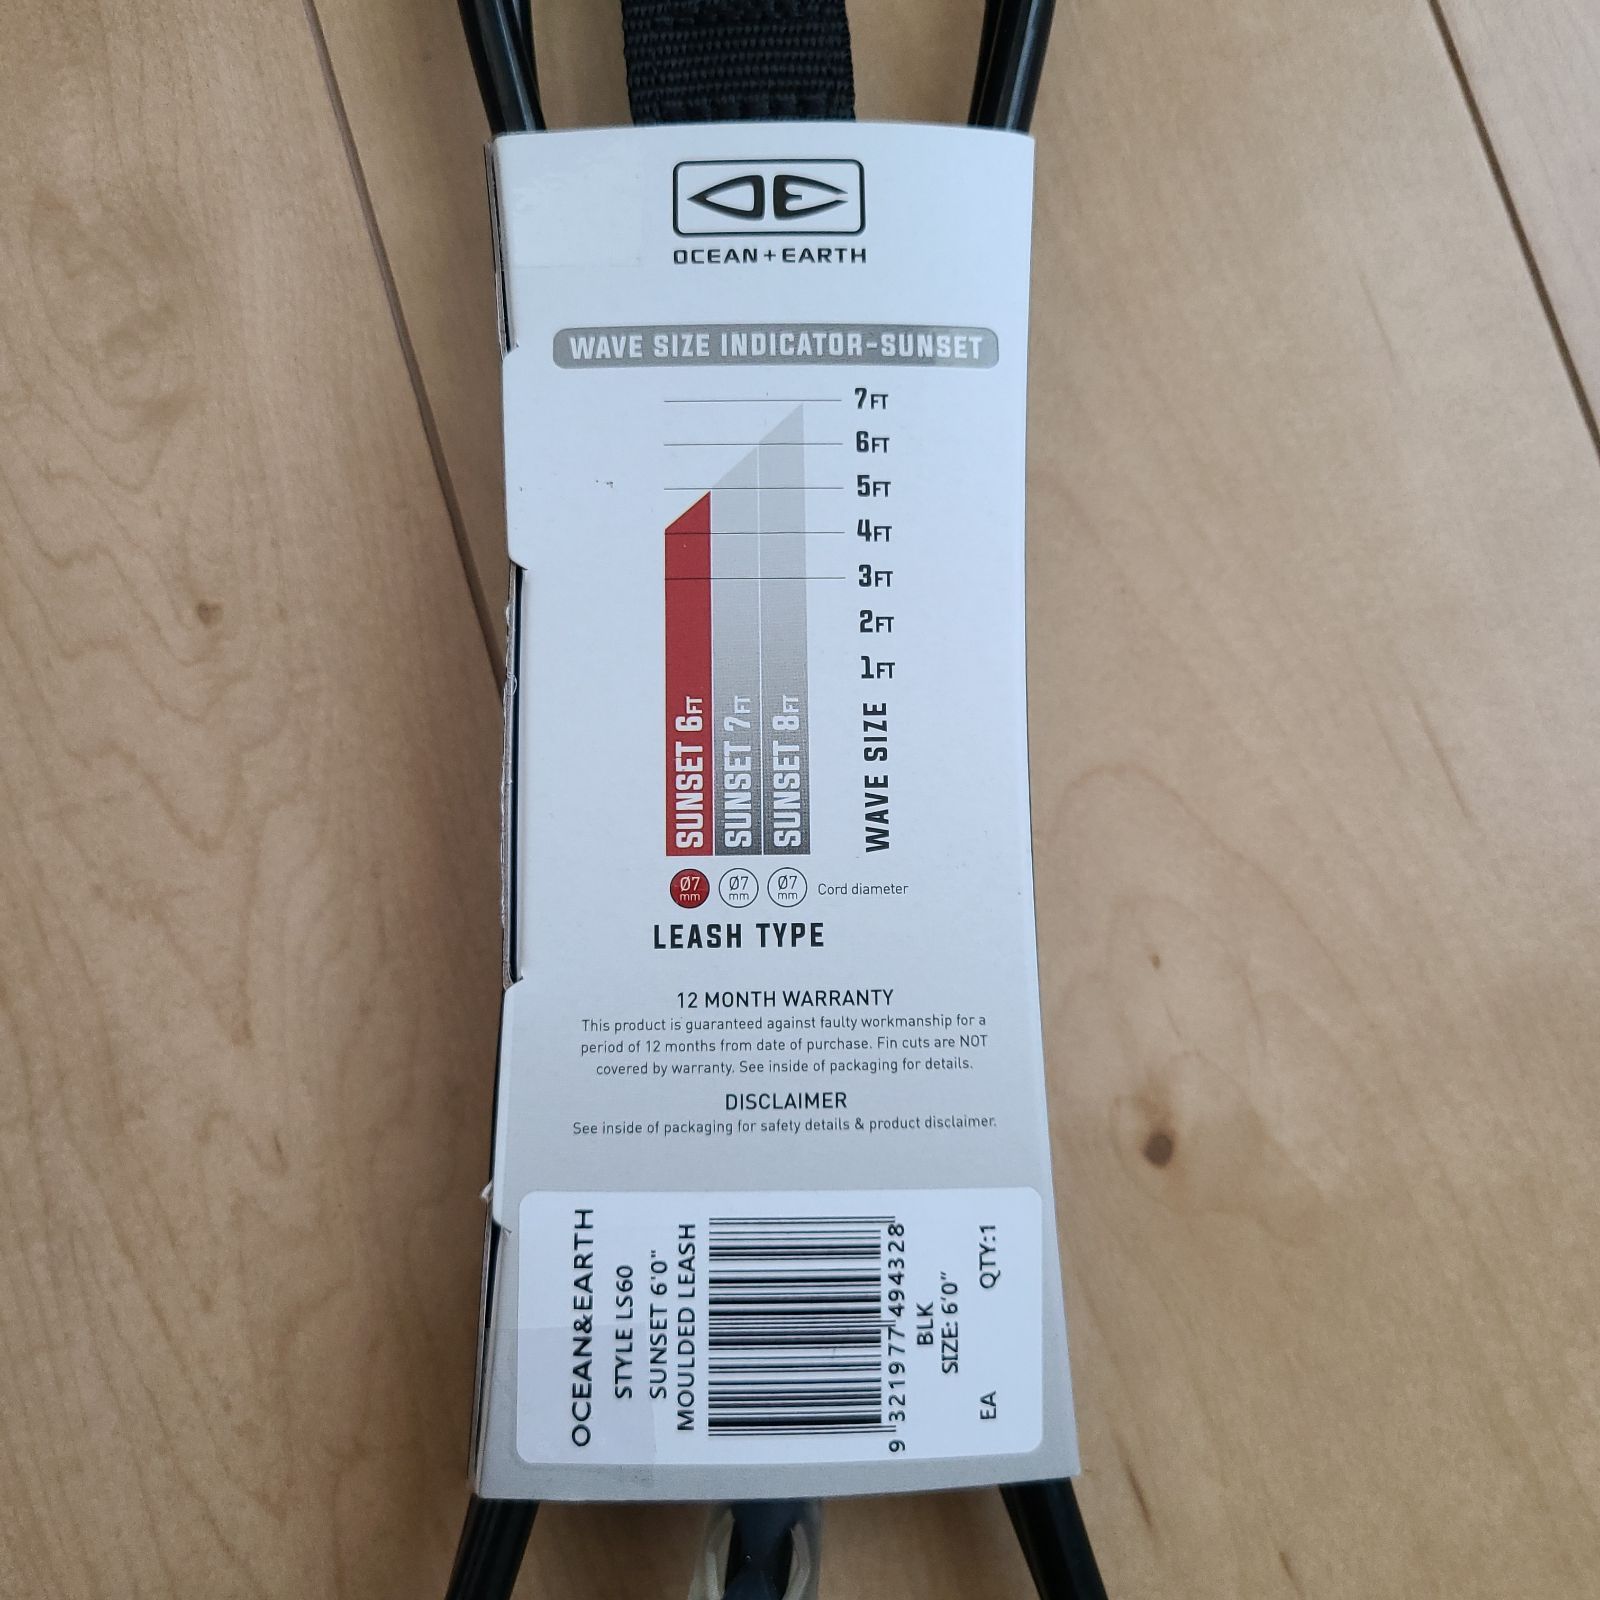 OCEAN+EARTH
WAVE SIZE INDICATOR-SUNSET
7FT
6FT
5FT
4FT
3FT
2FT
1FT
WAVE SIZE
SUNSET 6FT
SUNSET 7FT
SUNSET 8FT
Ø7 mm
Ø7 mm
Ø7 mm
Cord diameter
LEASH TYPE
12 MONTH WARRANTY
This product is guaranteed against faulty workmanship for a
period of 12 months from date of purchase. Fin cuts are NOT
covered by warranty. See inside of packaging for details.
DISCLAIMER
See inside of packaging for safety details & product disclaimer.
OCEAN&EARTH
STYLE LS60
SUNSET 6'0"
MOULDED LEASH
9 321977 494328
BLK
SIZE: 6'0"
EA QTY:1